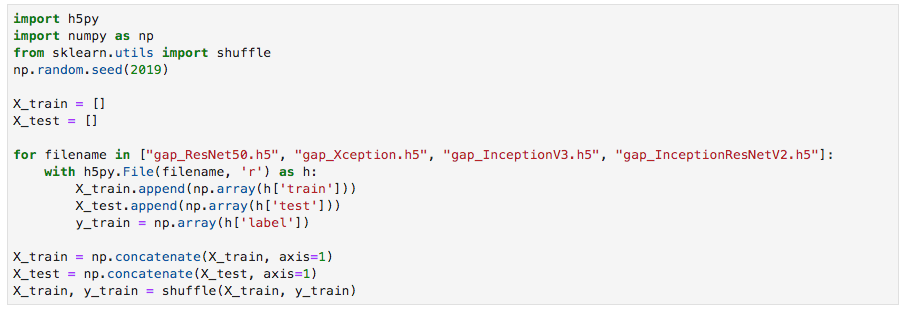 import h5py
import numpy as np
from sklearn.utils import shuffle
np.random.seed(2019)

X_train = []
X_test = []

for filename in ["gap_ResNet50.h5", "gap_Xception.h5", "gap_InceptionV3.h5", "gap_InceptionResNetV2.h5"]:
    with h5py.File(filename, 'r') as h:
        X_train.append(np.array(h['train']))
        X_test.append(np.array(h['test']))
        y_train = np.array(h['label'])

X_train = np.concatenate(X_train, axis=1)
X_test = np.concatenate(X_test, axis=1)
X_train, y_train = shuffle(X_train, y_train)